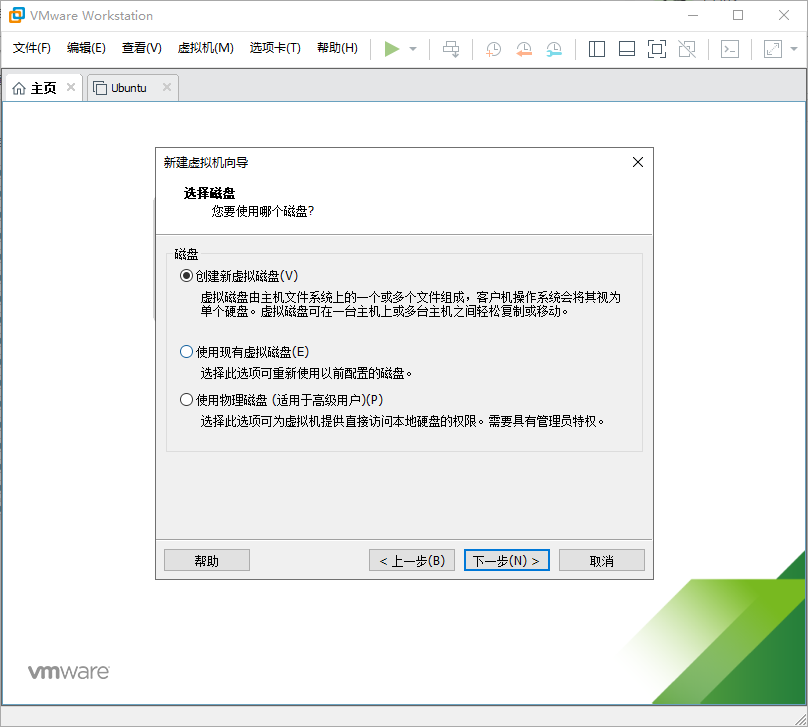 VMware Workstation
文件(F) 编辑(E) 查看(V) 虚拟机(M) 选项卡(T) 帮助(H)
主页 Ubuntu
新建虚拟机向导
选择磁盘
您要使用哪个磁盘?
磁盘
创建新虚拟磁盘(V)
虚拟磁盘由主机文件系统上的一个或多个文件组成，客户机操作系统会将其视为
单个硬盘。虚拟磁盘可在一台主机上或多台主机之间轻松复制或移动。
使用现有虚拟磁盘(E)
选择此选项可重新使用以前配置的磁盘。
使用物理磁盘 (适用于高级用户)(P)
选择此选项可为虚拟机提供直接访问本地硬盘的权限。需要具有管理员特权。
帮助 < 上一步(B) 下一步(N) > 取消
vmware